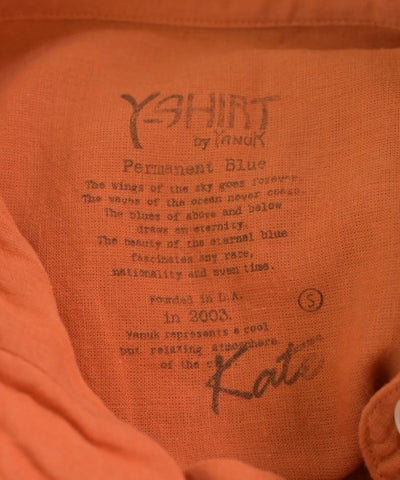 Y-SHIRT
by YANUK
Permanent Blue
The wings of the sky goes forever.
The waves of the ocean never cease.
The blues of above and below
draws an eternity.
The beauty of the eternal blue
fascinates any race,
nationality and even time.
Founded in L.A.
S
in 2003.
Yanuk represents a cool
but relaxing atmosphere
of the
Kate